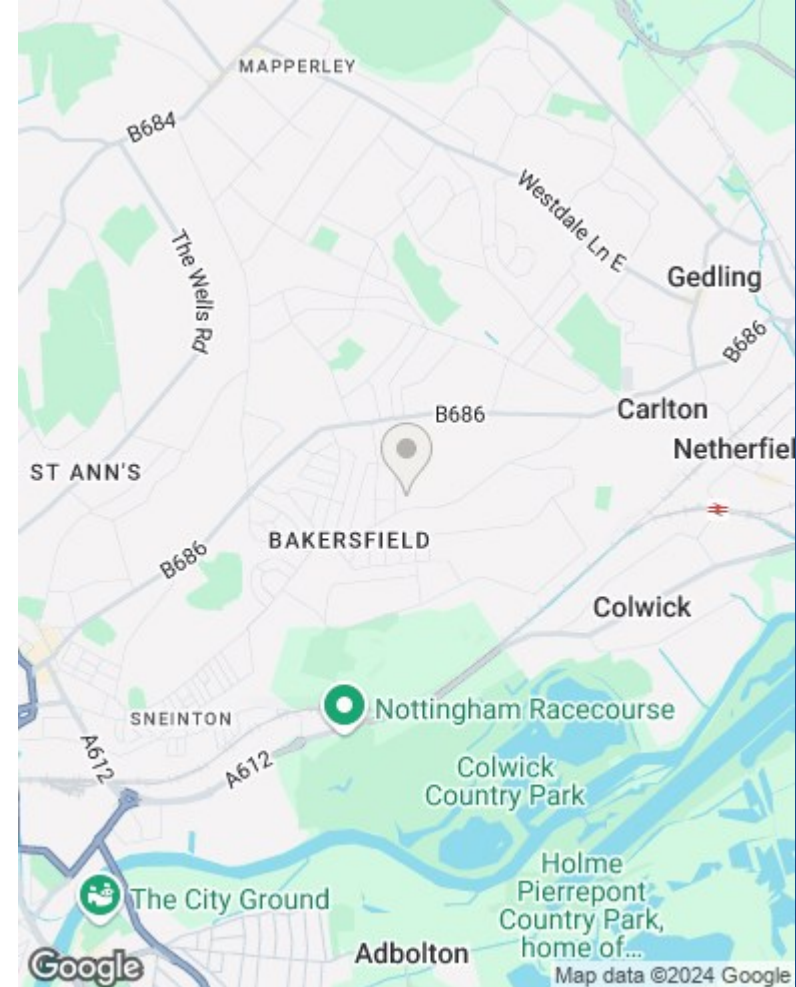 MAPPERLEY
B684
Westdale Ln E
The Wells Rd
Gedling
B686
B686
Carlton
Netherfiel
ST ANN'S
BAKERSFIELD
B686
Colwick
Nottingham Racecourse
SNEINTON
A612
A612
Colwick
Country Park
The City Ground
Holme
Pierrepont
Country Park,
home of...
Adbolton
Google
Map data ©2024 Google